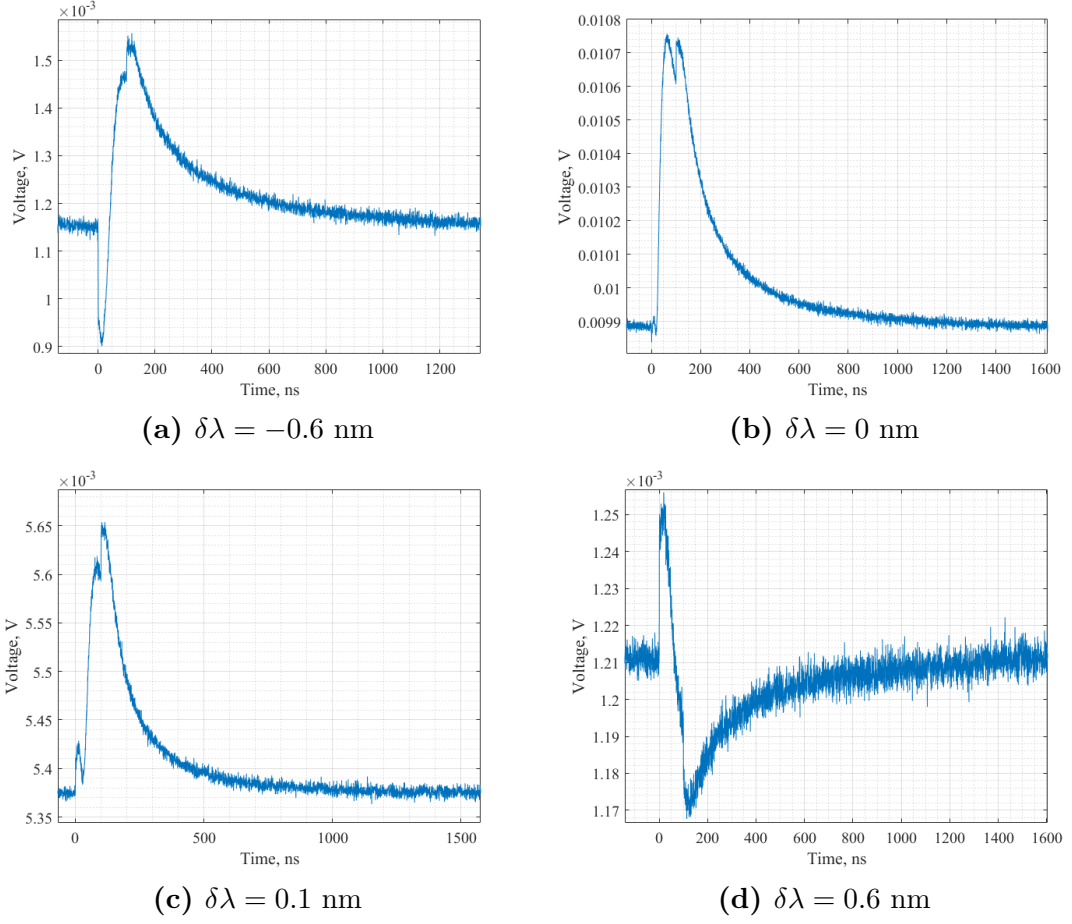 ×10⁻³
1.5
1.4
1.3
1.2
1.1
1
0.9
Voltage, V
0 200 400 600 800 1000 1200
Time, ns
(a) δλ = −0.6 nm
0.0108
0.0107
0.0106
0.0105
0.0104
0.0103
0.0102
0.0101
0.01
0.0099
Voltage, V
0 200 400 600 800 1000 1200 1400 1600
Time, ns
(b) δλ = 0 nm
×10⁻³
5.65
5.6
5.55
5.5
5.45
5.4
5.35
Voltage, V
0 500 1000 1500
Time, ns
(c) δλ = 0.1 nm
×10⁻³
1.25
1.24
1.23
1.22
1.21
1.2
1.19
1.18
1.17
Voltage, V
0 200 400 600 800 1000 1200 1400 1600
Time, ns
(d) δλ = 0.6 nm